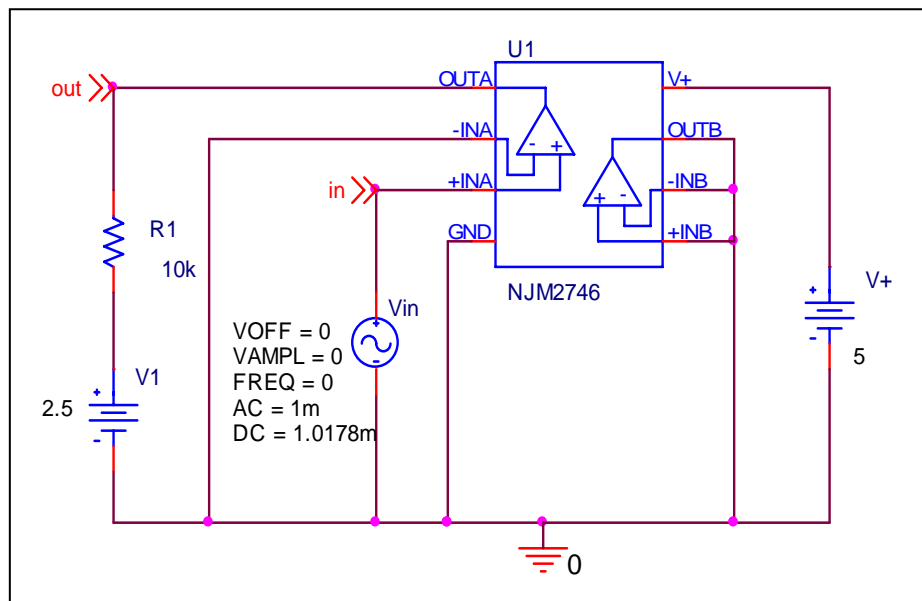 U1
out
OUTA
V+
-INA
OUTB
in
+INA
-INB
GND
+INB
R1
10k
NJM2746
- +
+ -
V+
Vin
+
-
VOFF = 0
VAMPL = 0
FREQ = 0
AC = 1m
DC = 1.0178m
+
-
5
V1
+
-
2.5
0